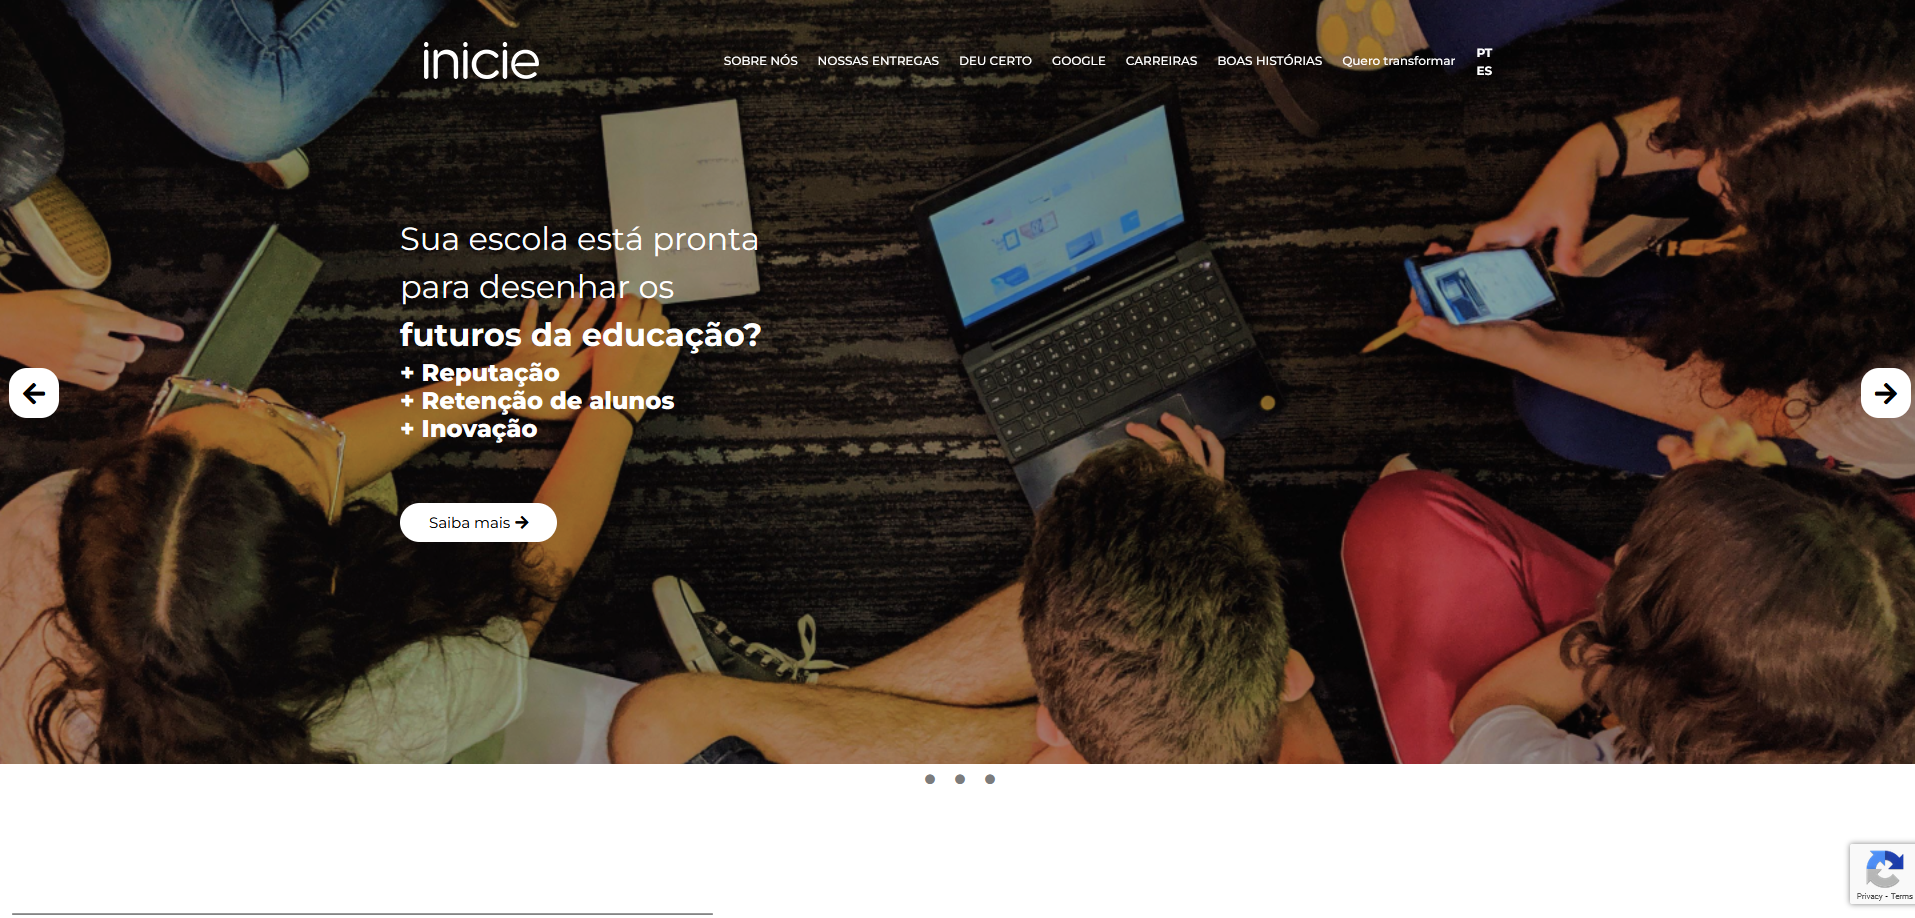 inicie
SOBRE NÓS NOSSAS ENTREGAS DEU CERTO GOOGLE CARREIRAS BOAS HISTÓRIAS Quero transformar
PT
ES
Sua escola está pronta
para desenhar os
futuros da educação?
+ Reputação
+ Retenção de alunos
+ Inovação
Saiba mais
Privacy - Terms